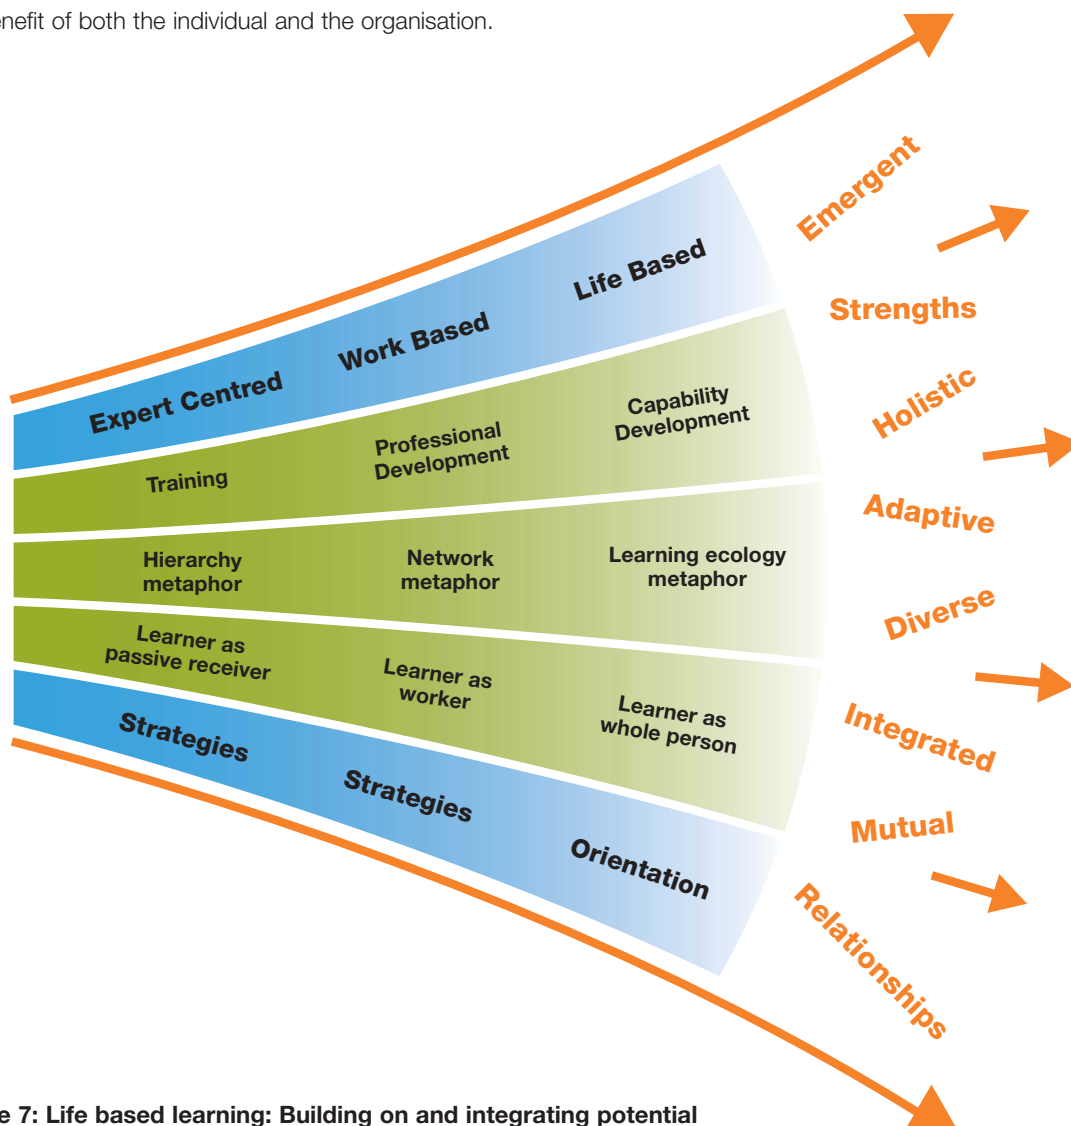 benefit of both the individual and the organisation.
Expert Centred
Work Based
Life Based
Training
Professional
Development
Capability
Development
Hierarchy
metaphor
Network
metaphor
Learning ecology
metaphor
Learner as
passive receiver
Learner as
worker
Learner as
whole person
Strategies
Strategies
Orientation
Emergent
Strengths
Holistic
Adaptive
Diverse
Integrated
Mutual
Relationships
e 7: Life based learning: Building on and integrating potential